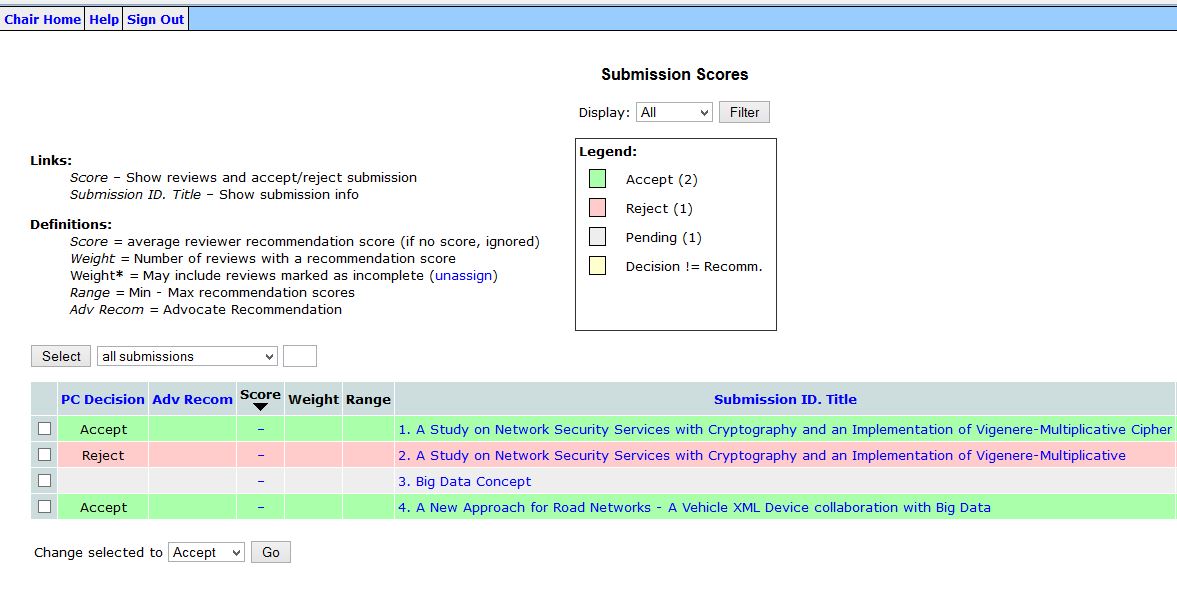 Chair Home Help Sign Out
Submission Scores
Display: All Filter
Legend:
Accept (2)
Reject (1)
Pending (1)
Decision != Recomm.
Links:
Score – Show reviews and accept/reject submission
Submission ID. Title – Show submission info
Definitions:
Score = average reviewer recommendation score (if no score, ignored)
Weight = Number of reviews with a recommendation score
Weight* = May include reviews marked as incomplete (unassign)
Range = Min - Max recommendation scores
Adv Recom = Advocate Recommendation
Select all submissions
PC Decision Adv Recom Score Weight Range Submission ID. Title
Accept – 1. A Study on Network Security Services with Cryptography and an Implementation of Vigenere-Multiplicative Cipher
Reject – 2. A Study on Network Security Services with Cryptography and an Implementation of Vigenere-Multiplicative
– 3. Big Data Concept
Accept – 4. A New Approach for Road Networks - A Vehicle XML Device collaboration with Big Data
Change selected to Accept Go